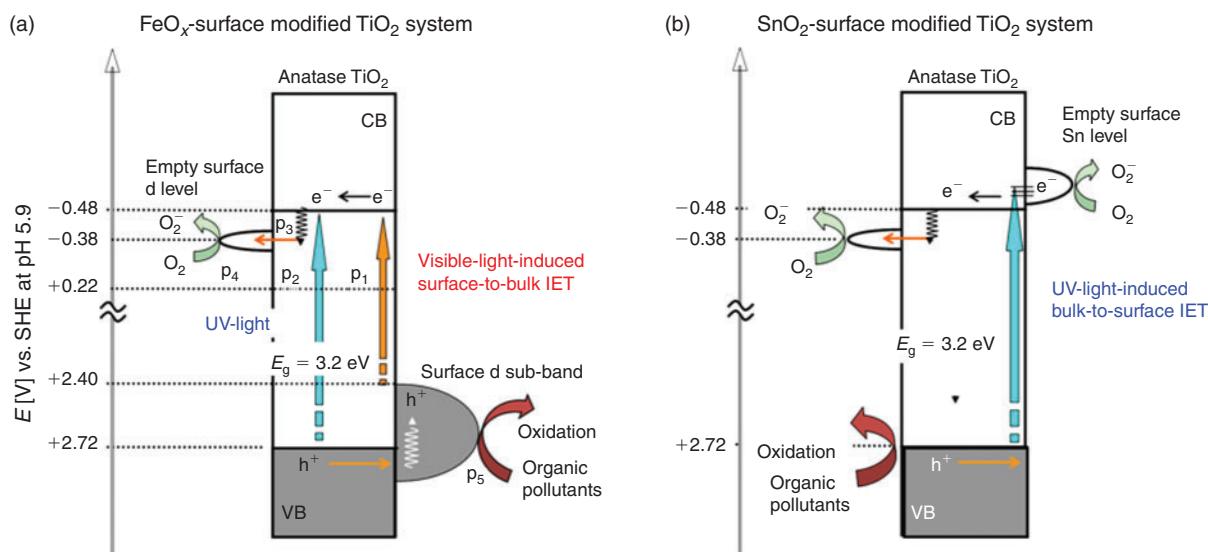 (a) FeOₓ-surface modified TiO₂ system
Anatase TiO₂
CB
Empty surface
d level
e⁻
e⁻
−0.48
O₂⁻
p₃
−0.38
O₂
p₄
p₂
p₁
Visible-light-induced
surface-to-bulk IET
+0.22
UV-light
E [V] vs. SHE at pH 5.9
Eg = 3.2 eV
Surface d sub-band
+2.40
h⁺
Oxidation
+2.72
h⁺
p₅
Organic
pollutants
VB
(b) SnO₂-surface modified TiO₂ system
Anatase TiO₂
CB
Empty surface
Sn level
O₂⁻
e⁻
e⁻
O₂
−0.48
O₂⁻
−0.38
O₂
UV-light-induced
bulk-to-surface IET
Eg = 3.2 eV
+2.72
Oxidation
h⁺
Organic
pollutants
VB